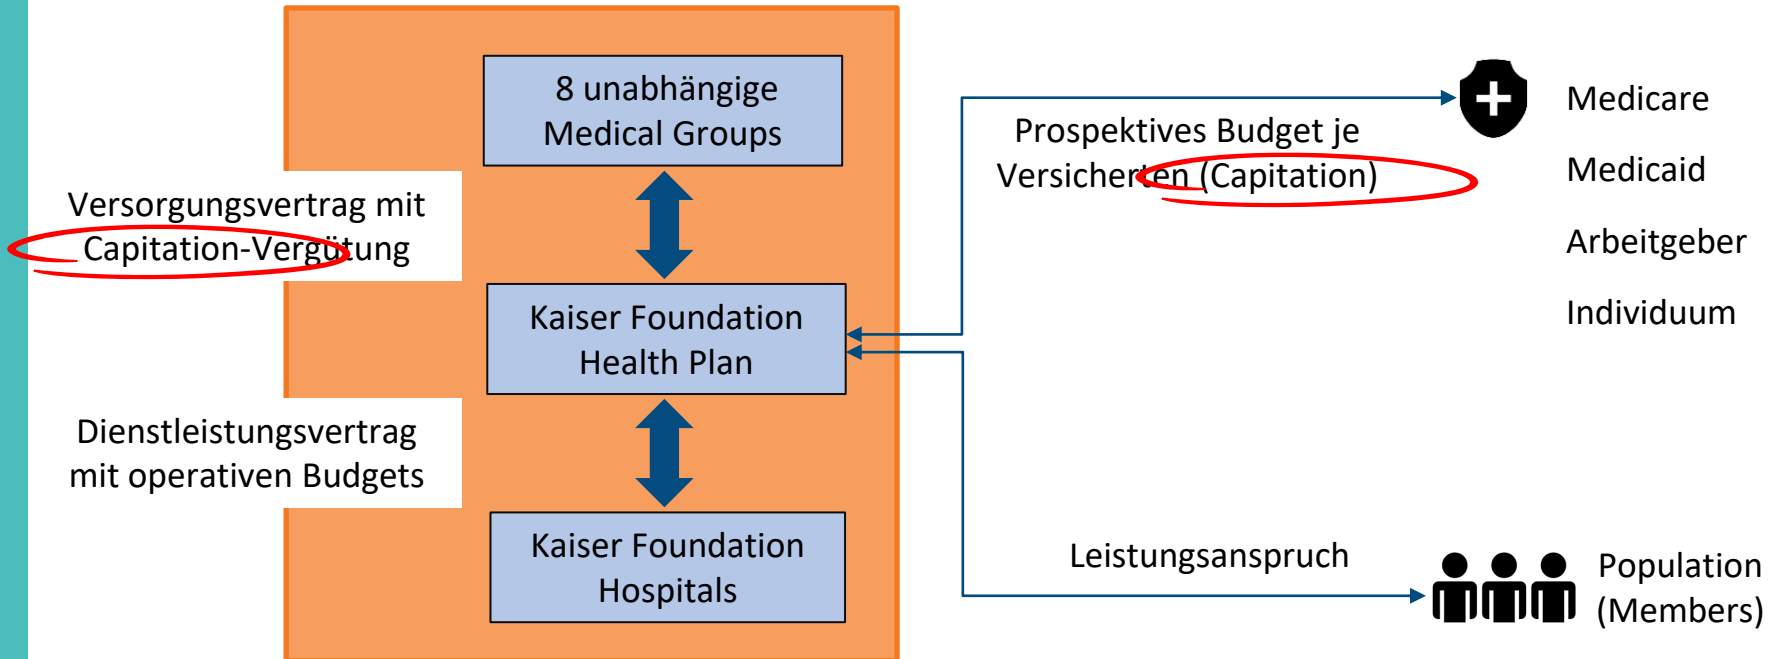 8 unabhängige
Medical Groups
Versorgungsvertrag mit
Capitation-Vergütung
Kaiser Foundation
Health Plan
Dienstleistungsvertrag
mit operativen Budgets
Kaiser Foundation
Hospitals
Prospektives Budget je
Versicherten (Capitation)
Medicare
Medicaid
Arbeitgeber
Individuum
Leistungsanspruch
Population
(Members)